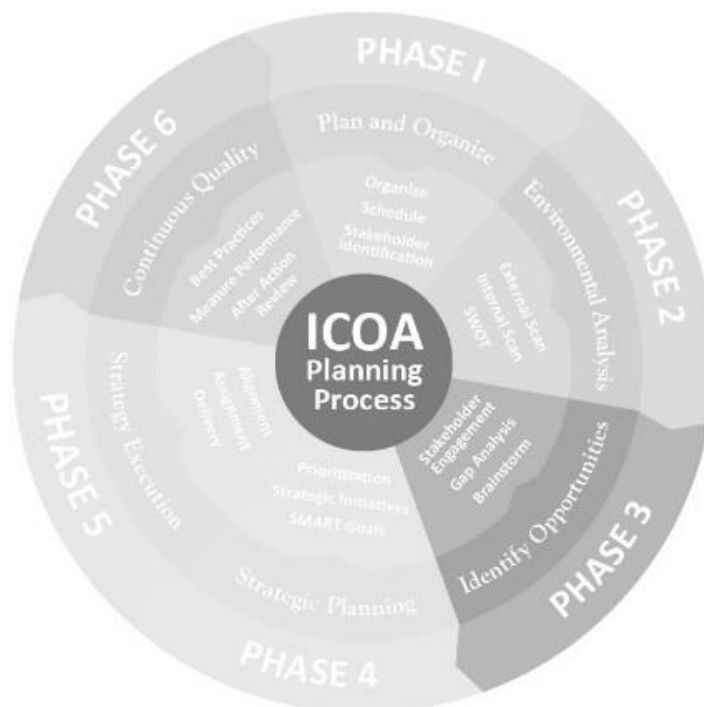 ICOA
Planning
Process
PHASE I
Plan and Organize
Organize
Schedule
Stakeholder
Identification
PHASE 2
Environmental Analysis
External Scan
Internal Scan
SWOT
PHASE 3
Identify Opportunities
Stakeholder
Engagement
Gap Analysis
Brainstorm
PHASE 4
Strategic Planning
Prioritization
Strategic Initiatives
SMART Goals
PHASE 5
Strategy Execution
Alignment
Assignment
Delivery
PHASE 6
Continuous Quality
Best Practices
Measure Performance
After Action
Review